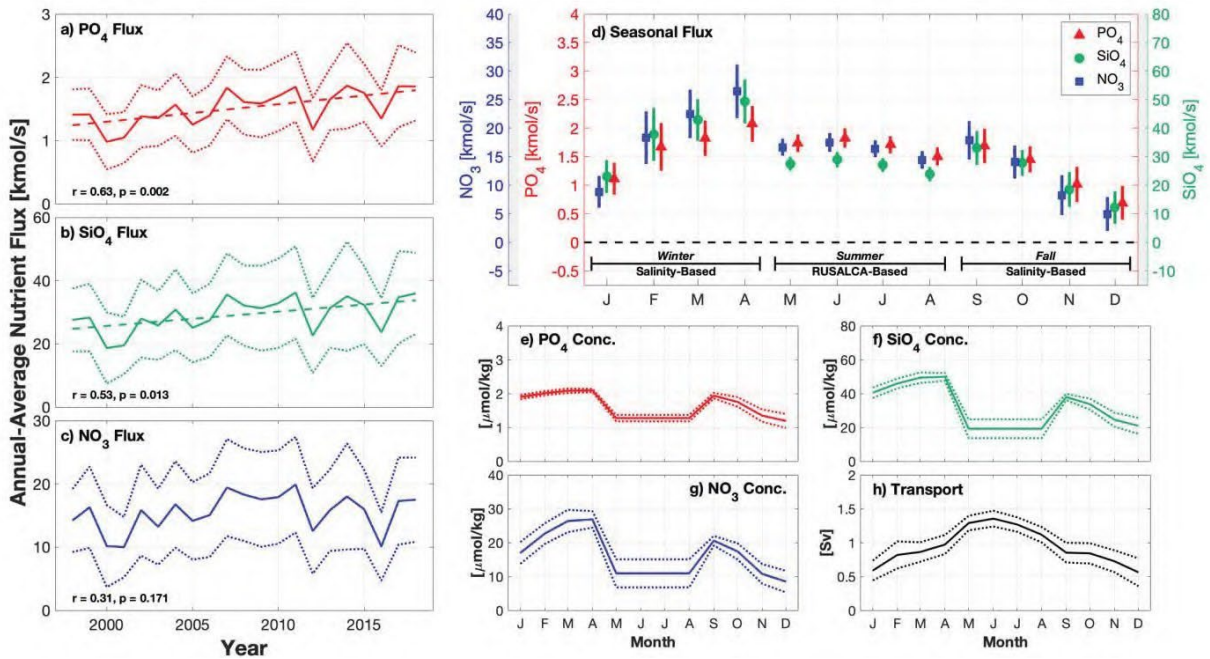 Annual-Average Nutrient Flux [kmol/s]
a) PO4 Flux
3
2
1
0
r = 0.63, p = 0.002
b) SiO4 Flux
60
40
20
0
r = 0.53, p = 0.013
c) NO3 Flux
30
20
10
0
r = 0.31, p = 0.171
2000 2005 2010 2015
Year
d) Seasonal Flux
NO3 [kmol/s]
40
35
30
25
20
15
10
5
0
-5
PO4 [kmol/s]
4
3.5
3
2.5
2
1.5
1
0.5
0
-0.5
SiO4 [kmol/s]
80
70
60
50
40
30
20
10
0
-10
PO4
SiO4
NO3
Winter Summer Fall
Salinity-Based RUSALCA-Based Salinity-Based
J F M A M J J A S O N D
e) PO4 Conc.
[μmol/kg]
4
3
2
1
0
f) SiO4 Conc.
[μmol/kg]
80
60
40
20
0
g) NO3 Conc.
[μmol/kg]
40
30
20
10
0
J F M A M J J A S O N D
Month
h) Transport
[Sv]
2
1.5
1
0.5
0
J F M A M J J A S O N D
Month